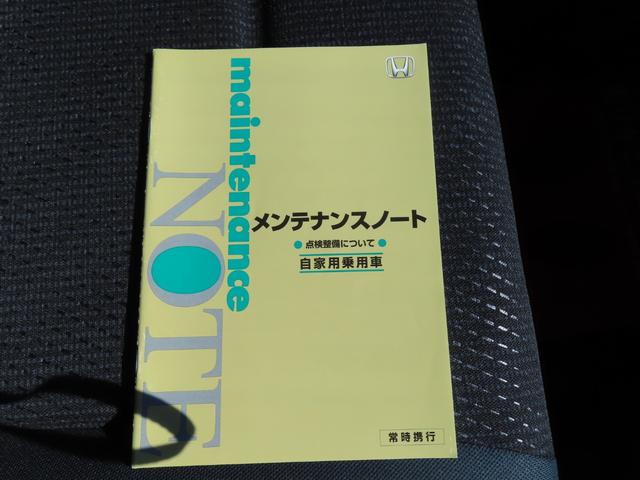 maintenance
NOTE
メンテナンスノート
● 点検整備について ●
自家用乗用車
常時携行